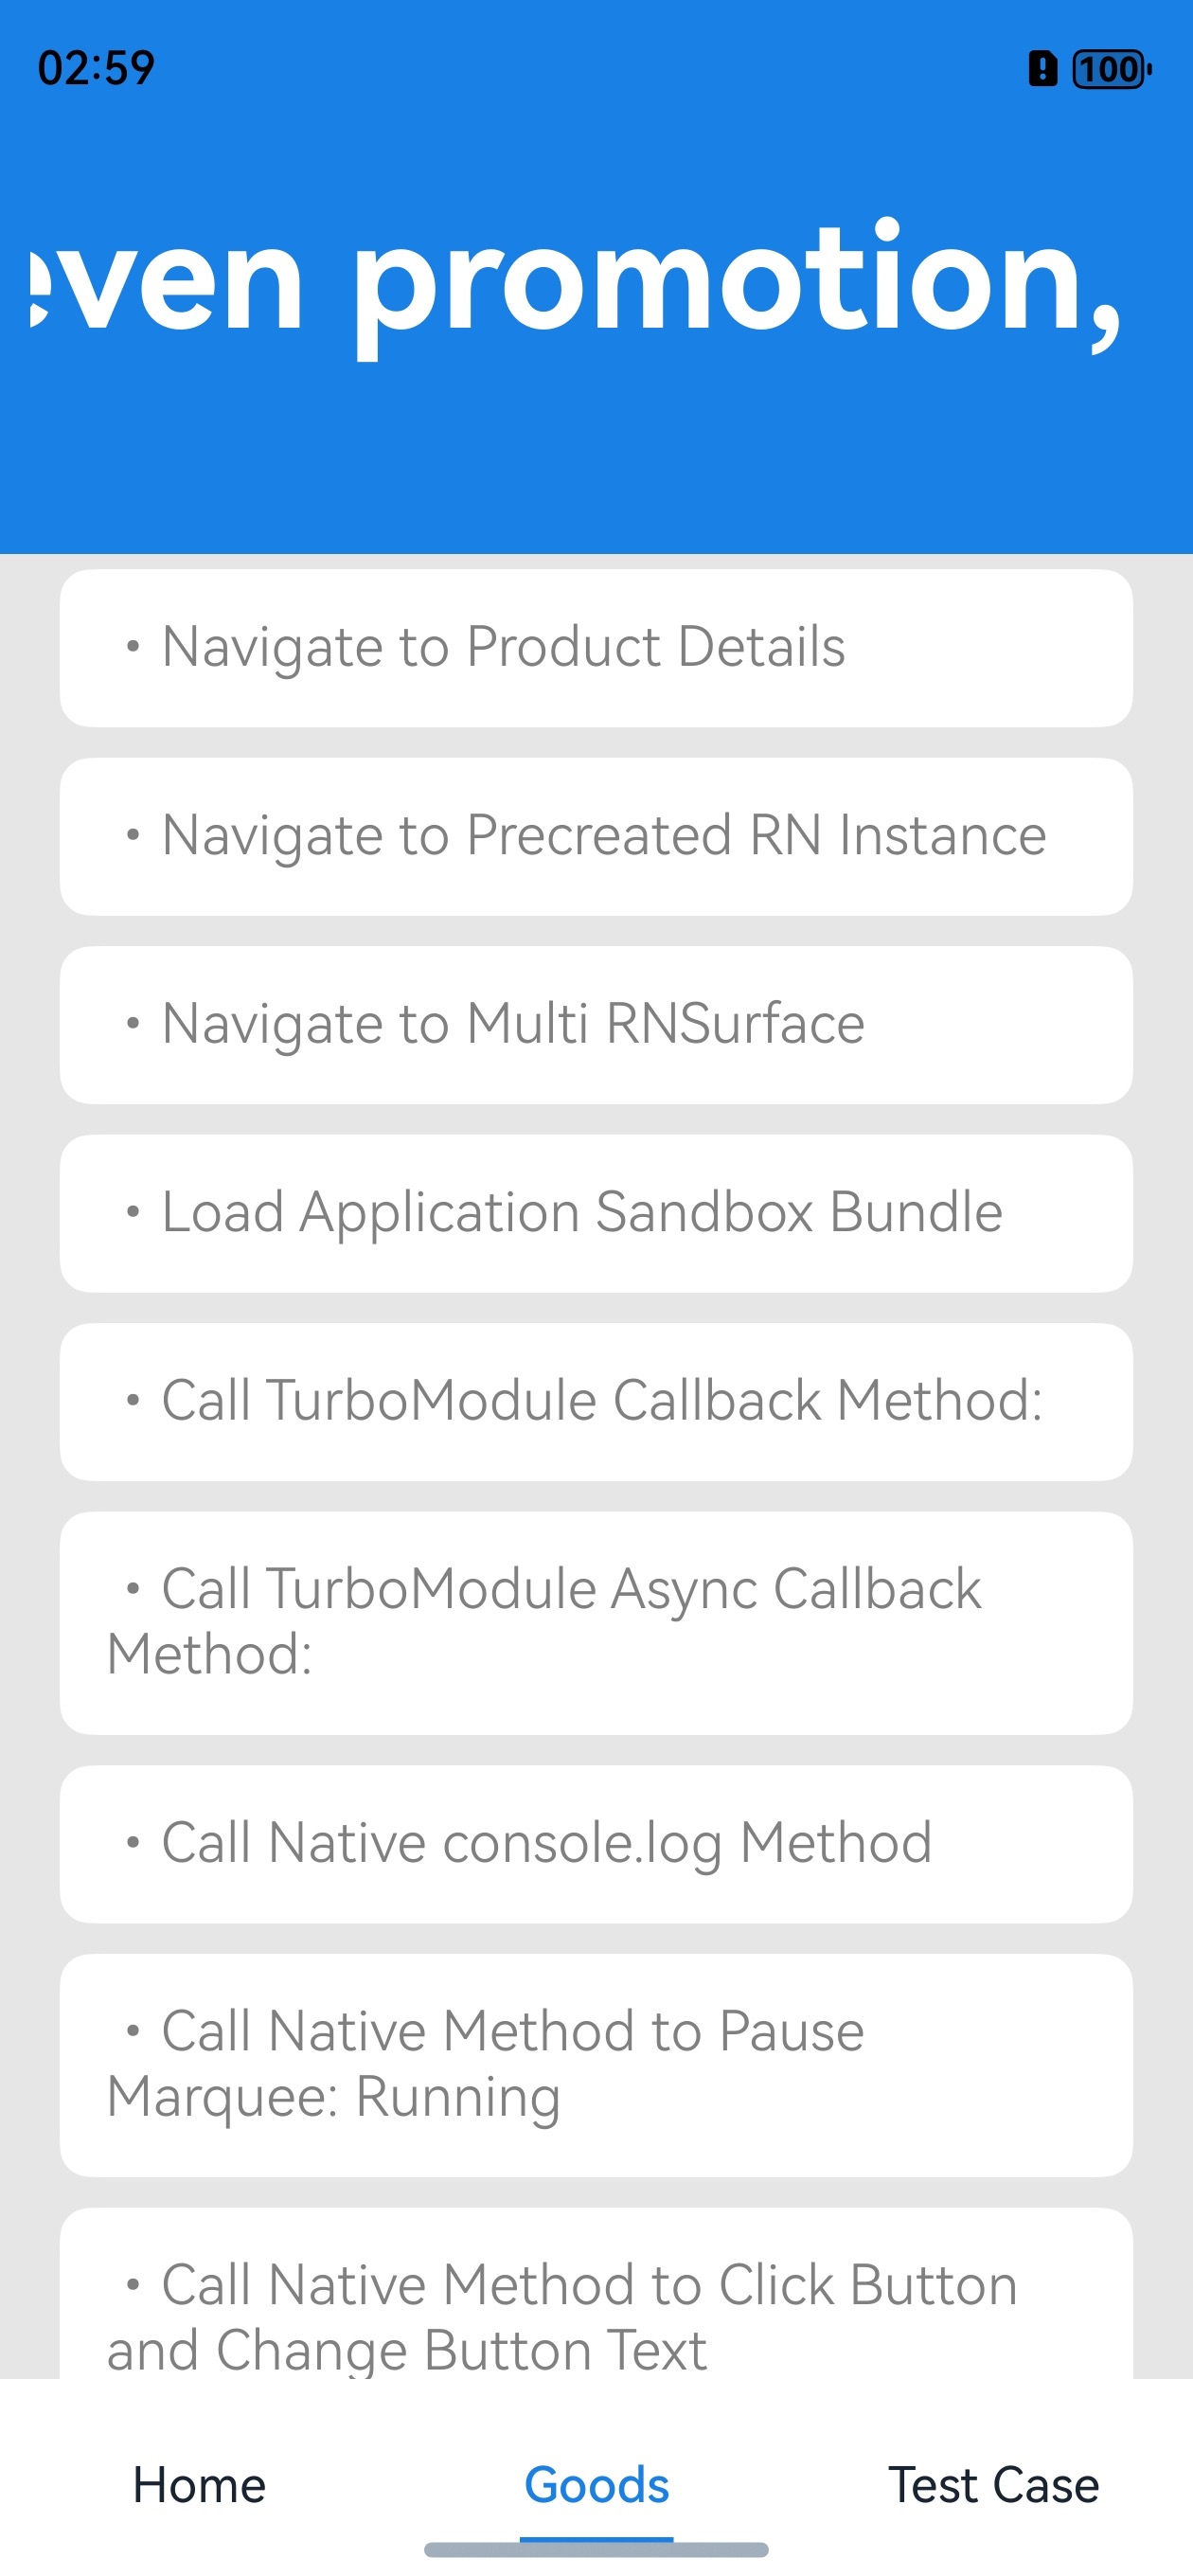 02:59
100
even promotion,
• Navigate to Product Details
• Navigate to Precreated RN Instance
• Navigate to Multi RNSurface
• Load Application Sandbox Bundle
• Call TurboModule Callback Method:
• Call TurboModule Async Callback
Method:
• Call Native console.log Method
• Call Native Method to Pause
Marquee: Running
• Call Native Method to Click Button
and Change Button Text
Home
Goods
Test Case